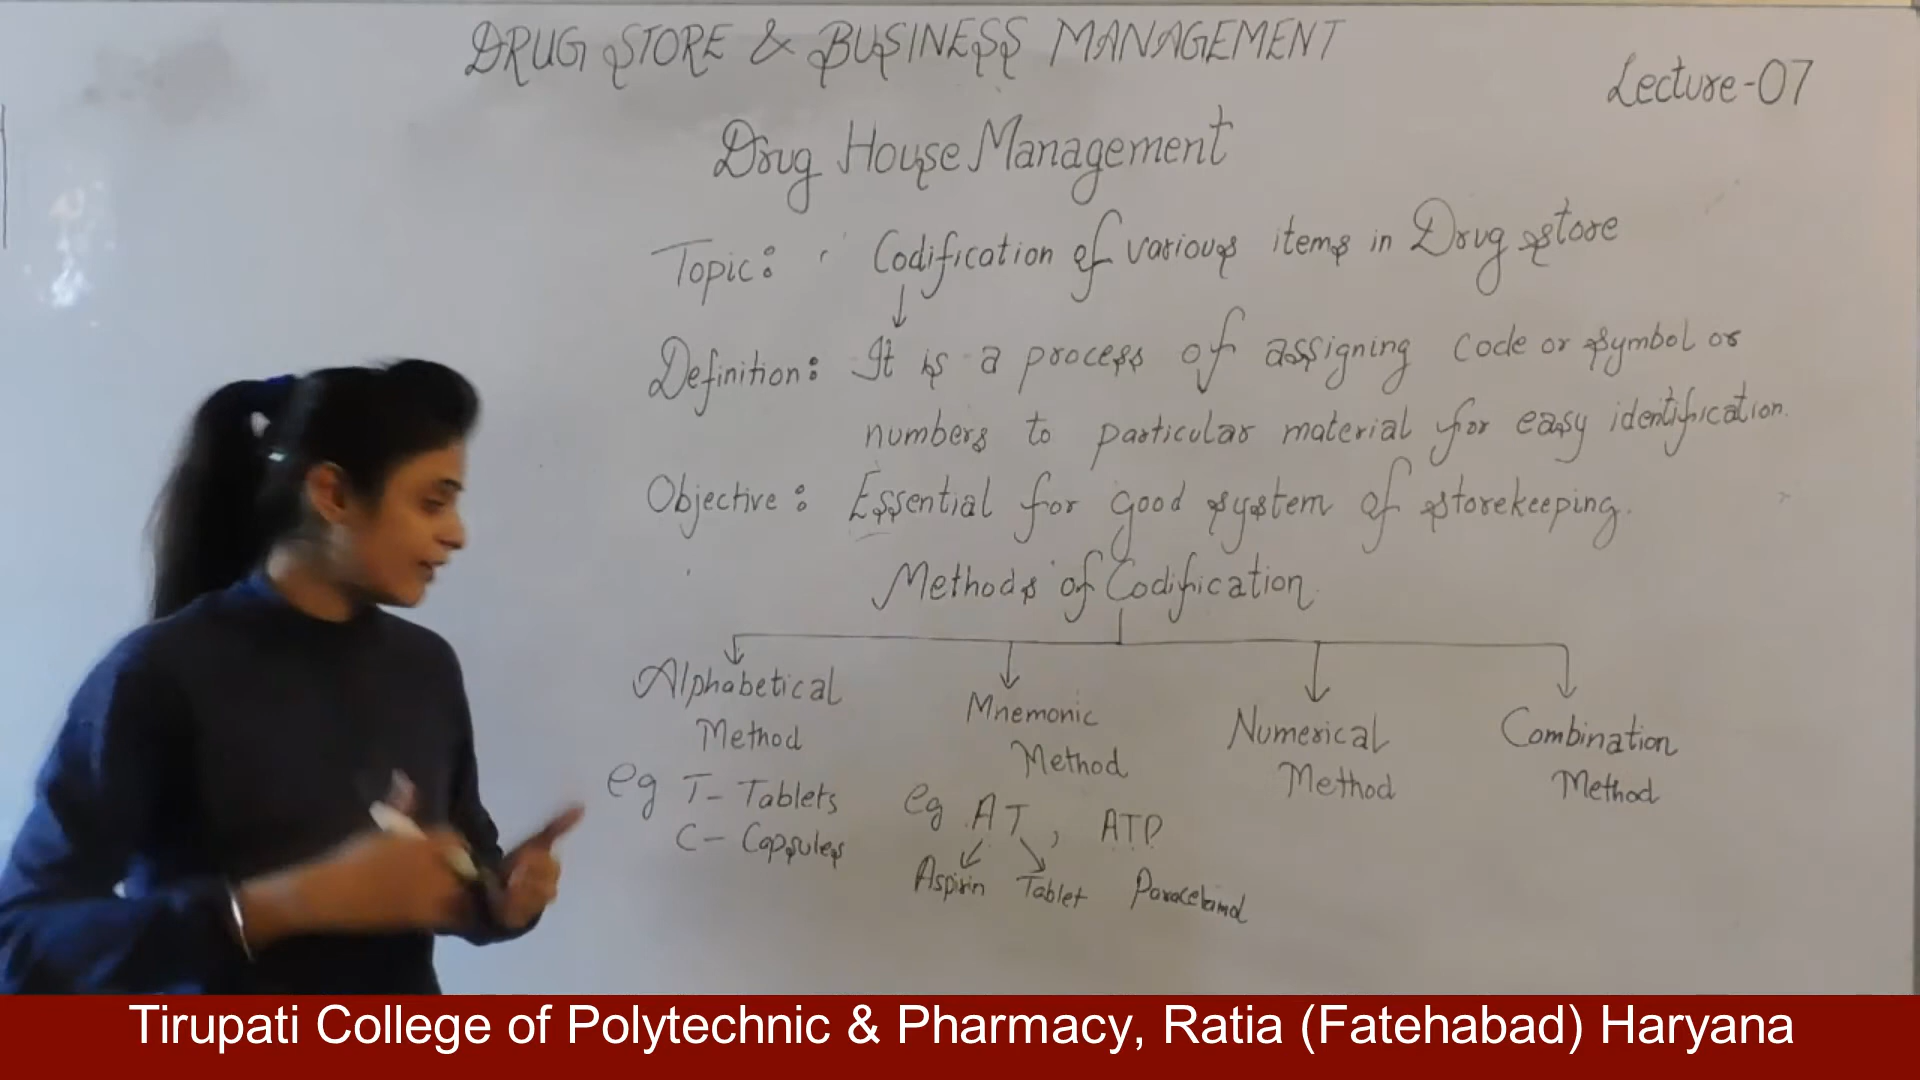 DRUG STORE & BUSINESS MANAGEMENT
Lecture-07
Drug House Management
Topic: Codification of various items in Drug store
Definition: It is a process of assigning code or symbol or
numbers to particular material for easy identification.
Objective: Essential for good system of storekeeping.
Methods of Codification
Alphabetical
Method
eg T- Tablets
C- Capsules
Mnemonic
Method
eg AT, ATP
Aspirin Tablet Paracetamol
Numerical
Method
Combination
Method
Tirupati College of Polytechnic & Pharmacy, Ratia (Fatehabad) Haryana